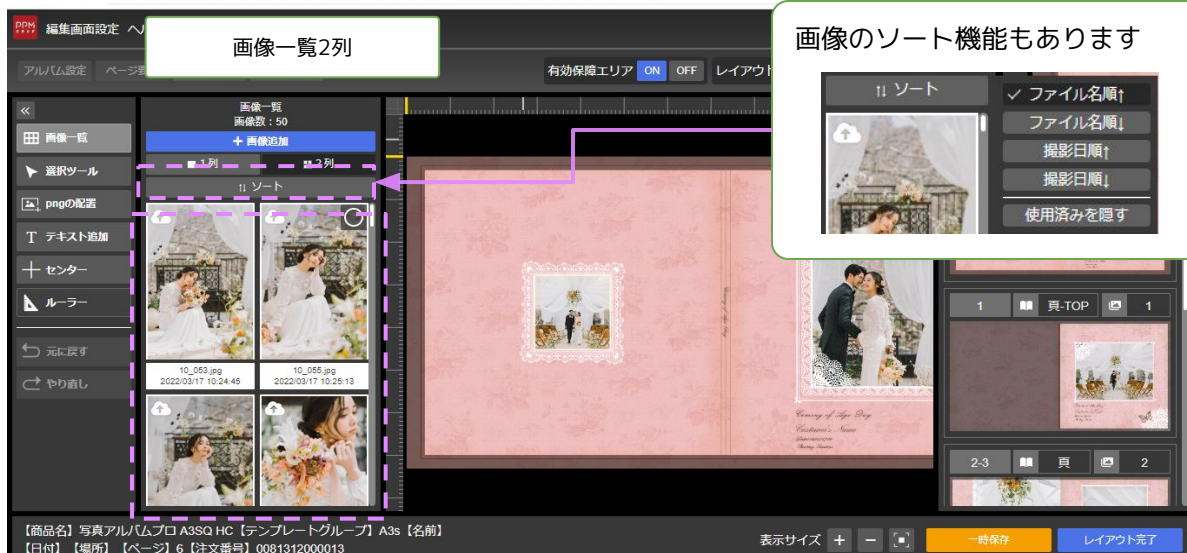 PPM 編集画面設定
画像一覧2列
画像のソート機能もあります
アルバム設定
有効保障エリア ON OFF レイアウト
↑↓ ソート
✓ ファイル名順↑
ファイル名順↓
撮影日順↑
撮影日順↓
使用済みを隠す
«
画像一覧
選択ツール
pngの配置
T テキスト追加
センター
ルーラー
元に戻す
やり直し
画像一覧
画像数：50
+ 画像追加
1列 2列
↑↓ ソート
10_053.jpg
2022/03/17 10:24:45
10_055.jpg
2022/03/17 10:25:13
Coming of Age Day
Customer's Name
1 頁-TOP 1
2-3 頁 2
【商品名】写真アルバムプロ A3SQ HC【テンプレートグループ】A3s【名前】
【日付】【場所】【ページ】6【注文番号】0081312000013
表示サイズ + −
一時保存
レイアウト完了